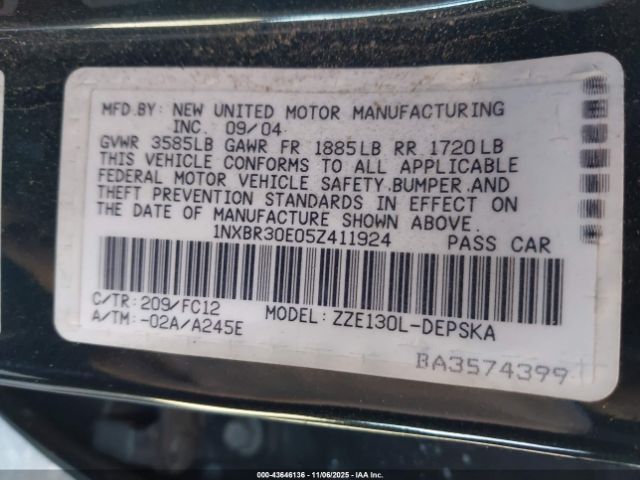 MFD.BY: NEW UNITED MOTOR MANUFACTURING
INC. 09/04
GVWR 3585LB GAWR FR 1885LB RR 1720LB
THIS VEHICLE CONFORMS TO ALL APPLICABLE
FEDERAL MOTOR VEHICLE SAFETY,BUMPER,AND
THEFT PREVENTION STANDARDS IN EFFECT ON
THE DATE OF MANUFACTURE SHOWN ABOVE.
1NXBR30E05Z411924 PASS CAR
C/TR: 209/FC12
A/TM: -02A/A245E MODEL: ZZE130L-DEPSKA
BA3574399
000-43646136 - 11/06/2025 - IAA Inc.